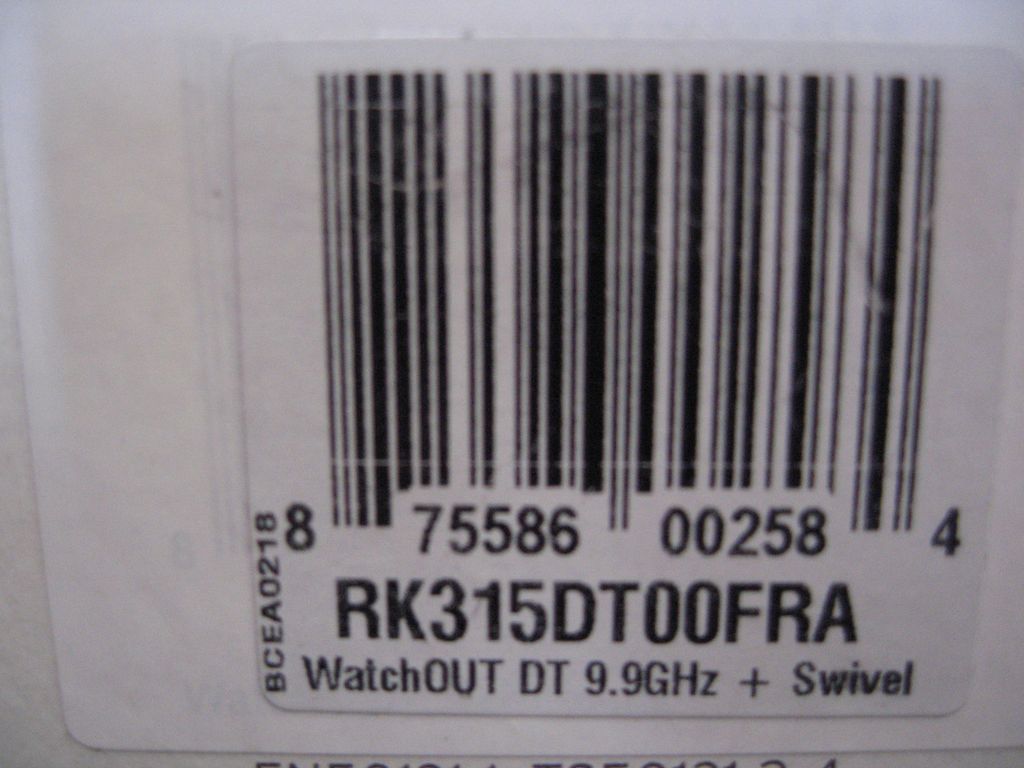 8 75586 00258 4
BCEA0218
RK315DT00FRA
WatchOUT DT 9.9GHz + Swivel